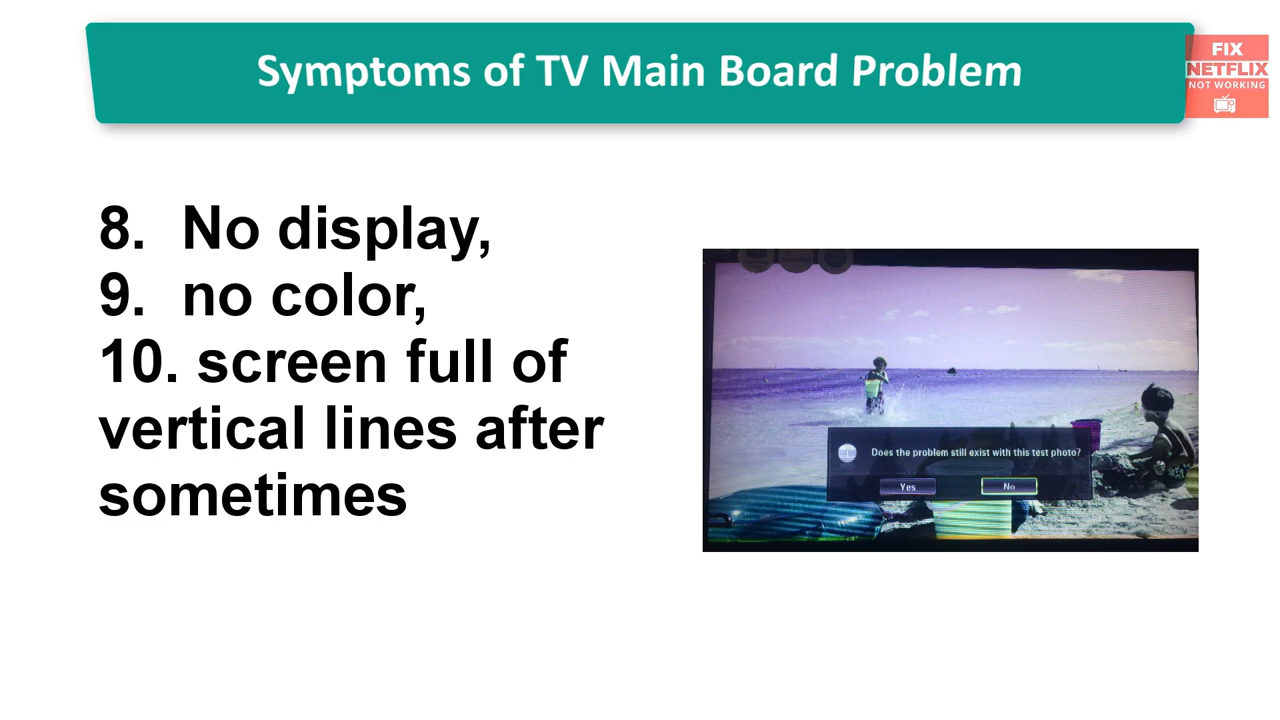 Symptoms of TV Main Board Problem
FIX
NETFLIX
NOT WORKING
8. No display,
9. no color,
10. screen full of
vertical lines after
sometimes
Does the problem still exist with this test photo?
Yes No